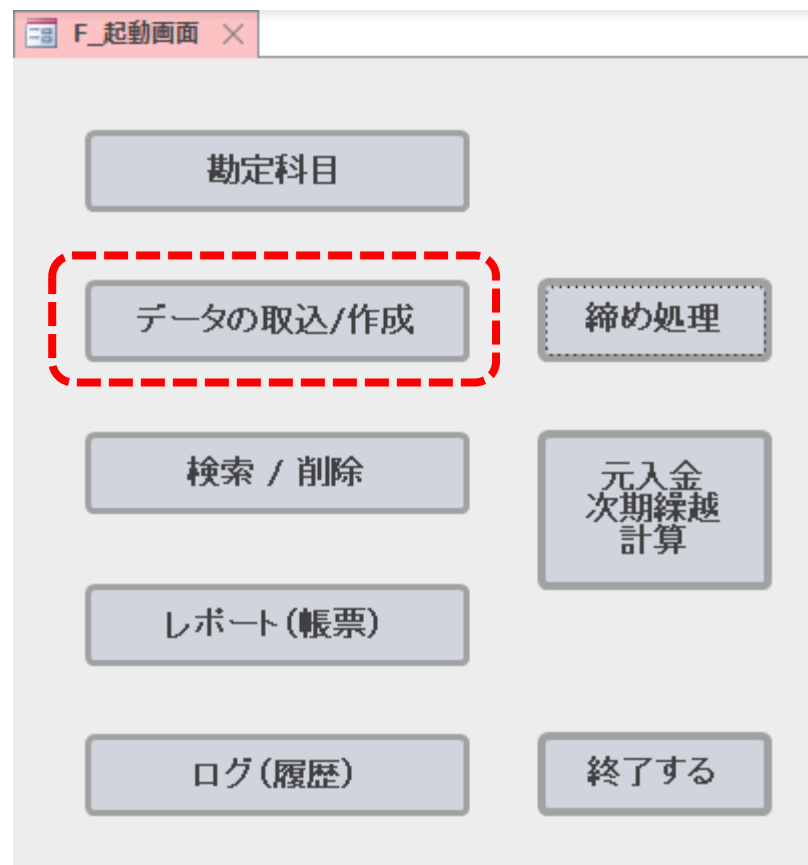 F_起動画面
勘定科目
データの取込/作成
締め処理
検索 / 削除
元入金
次期繰越
計算
レポート(帳票)
ログ(履歴)
終了する